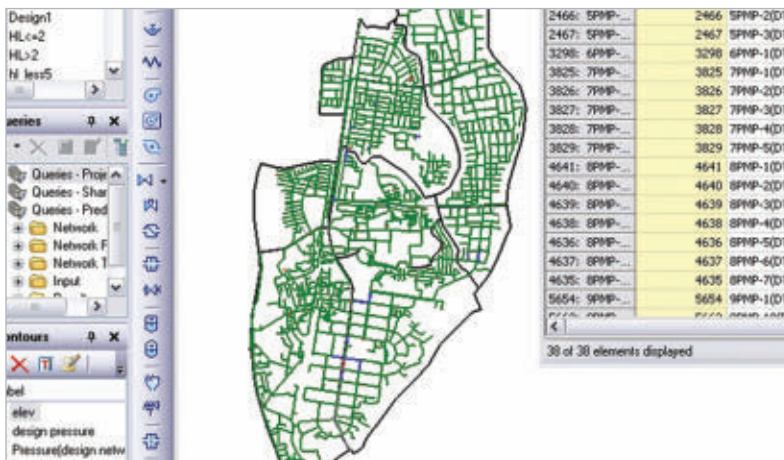 Design1
HL<=2
HL>2
hl_less5
ueries
Queries - Proje
Queries - Shar
Queries - Pred
Network
Network F
Network T
Input
ontours
bel
elev
design pressure
Pressure(design netw
2466: 5PMP-... 2466 5PMP-2(D
2467: 5PMP-... 2467 5PMP-3(D
3298: 6PMP-... 3298 6PMP-1(D
3825: 7PMP-... 3825 7PMP-1(D
3826: 7PMP-... 3826 7PMP-2(D
3827: 7PMP-... 3827 7PMP-3(D
3828: 7PMP-... 3828 7PMP-4(D
3829: 7PMP-... 3829 7PMP-5(D
4641: 8PMP-... 4641 8PMP-1(D
4640: 8PMP-... 4640 8PMP-2(D
4639: 8PMP-... 4639 8PMP-3(D
4638: 8PMP-... 4638 8PMP-4(D
4636: 8PMP-... 4636 8PMP-5(D
4637: 8PMP-... 4637 8PMP-6(D
4635: 8PMP-... 4635 8PMP-7(D
5654: 9PMP-... 5654 9PMP-1(D
38 of 38 elements displayed